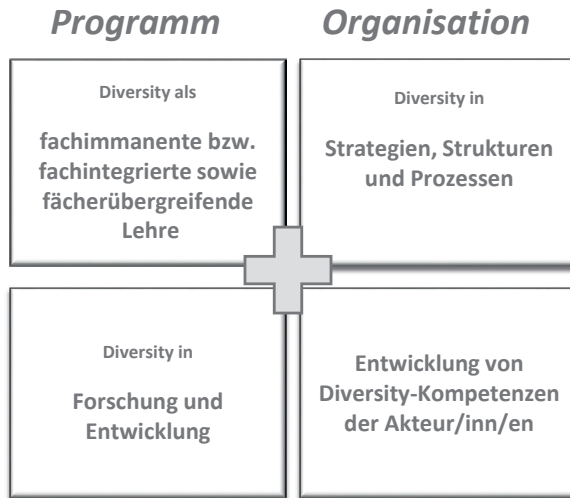 Programm
Organisation
Diversity als
fachimmanente bzw.
fachintegrierte sowie
fächerübergreifende
Lehre
Diversity in
Strategien, Strukturen
und Prozessen
Diversity in
Forschung und
Entwicklung
Entwicklung von
Diversity-Kompetenzen
der Akteur/inn/en